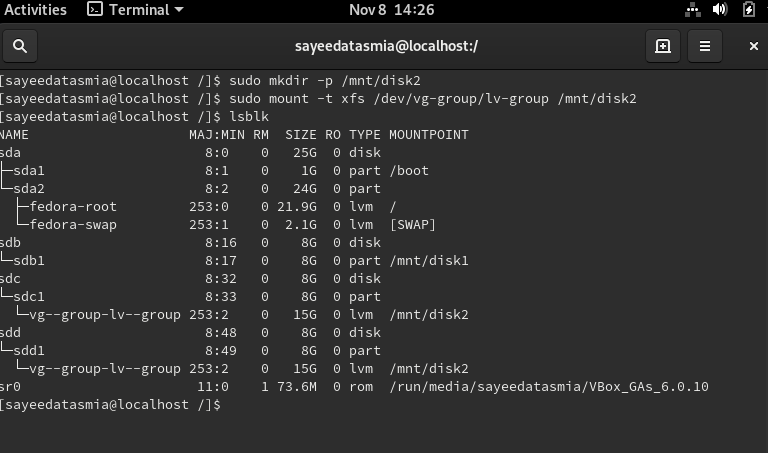 Activities Terminal Nov 8 14:26
sayeedatasmia@localhost:/
[sayeedatasmia@localhost /]$ sudo mkdir -p /mnt/disk2
[sayeedatasmia@localhost /]$ sudo mount -t xfs /dev/vg-group/lv-group /mnt/disk2
[sayeedatasmia@localhost /]$ lsblk
NAME MAJ:MIN RM SIZE RO TYPE MOUNTPOINT
sda 8:0 0 25G 0 disk
├─sda1 8:1 0 1G 0 part /boot
└─sda2 8:2 0 24G 0 part
├─fedora-root 253:0 0 21.9G 0 lvm /
└─fedora-swap 253:1 0 2.1G 0 lvm [SWAP]
sdb 8:16 0 8G 0 disk
└─sdb1 8:17 0 8G 0 part /mnt/disk1
sdc 8:32 0 8G 0 disk
└─sdc1 8:33 0 8G 0 part
└─vg--group-lv--group 253:2 0 15G 0 lvm /mnt/disk2
sdd 8:48 0 8G 0 disk
└─sdd1 8:49 0 8G 0 part
└─vg--group-lv--group 253:2 0 15G 0 lvm /mnt/disk2
sr0 11:0 1 73.6M 0 rom /run/media/sayeedatasmia/VBox_GAs_6.0.10
[sayeedatasmia@localhost /]$